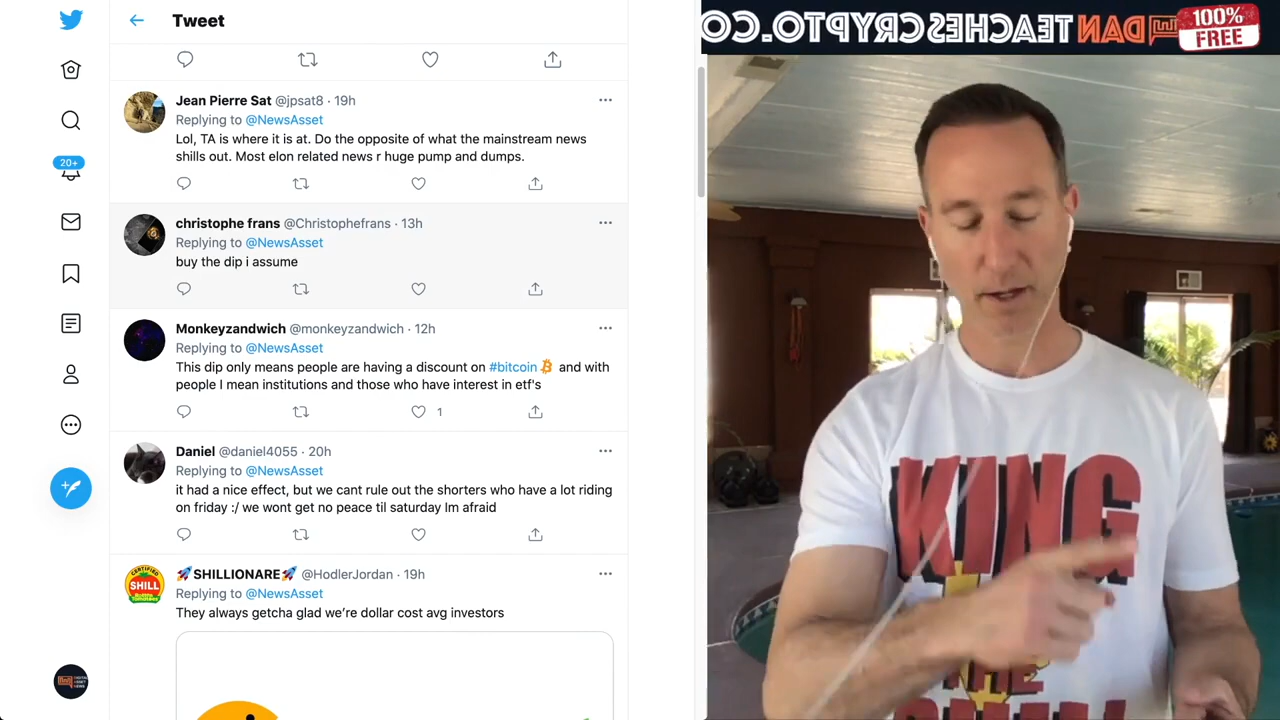 Tweet
Jean Pierre Sat @jpsat8 · 19h
Replying to @NewsAsset
Lol, TA is where it is at. Do the opposite of what the mainstream news
shills out. Most elon related news r huge pump and dumps.
20+
christophe frans @Christophefrans · 13h
Replying to @NewsAsset
buy the dip i assume
Monkeyzandwich @monkeyzandwich · 12h
Replying to @NewsAsset
This dip only means people are having a discount on #bitcoin and with
people I mean institutions and those who have interest in etf's
1
Daniel @daniel4055 · 20h
Replying to @NewsAsset
it had a nice effect, but we cant rule out the shorters who have a lot riding
on friday :/ we wont get no peace til saturday Im afraid
🚀SHILLIONARE🚀 @HodlerJordan · 19h
Replying to @NewsAsset
They always getcha glad we're dollar cost avg investors
CERTIFIED
SHILL
DAN TEACHESCRYPTO.CO
100%
FREE
KING
THE